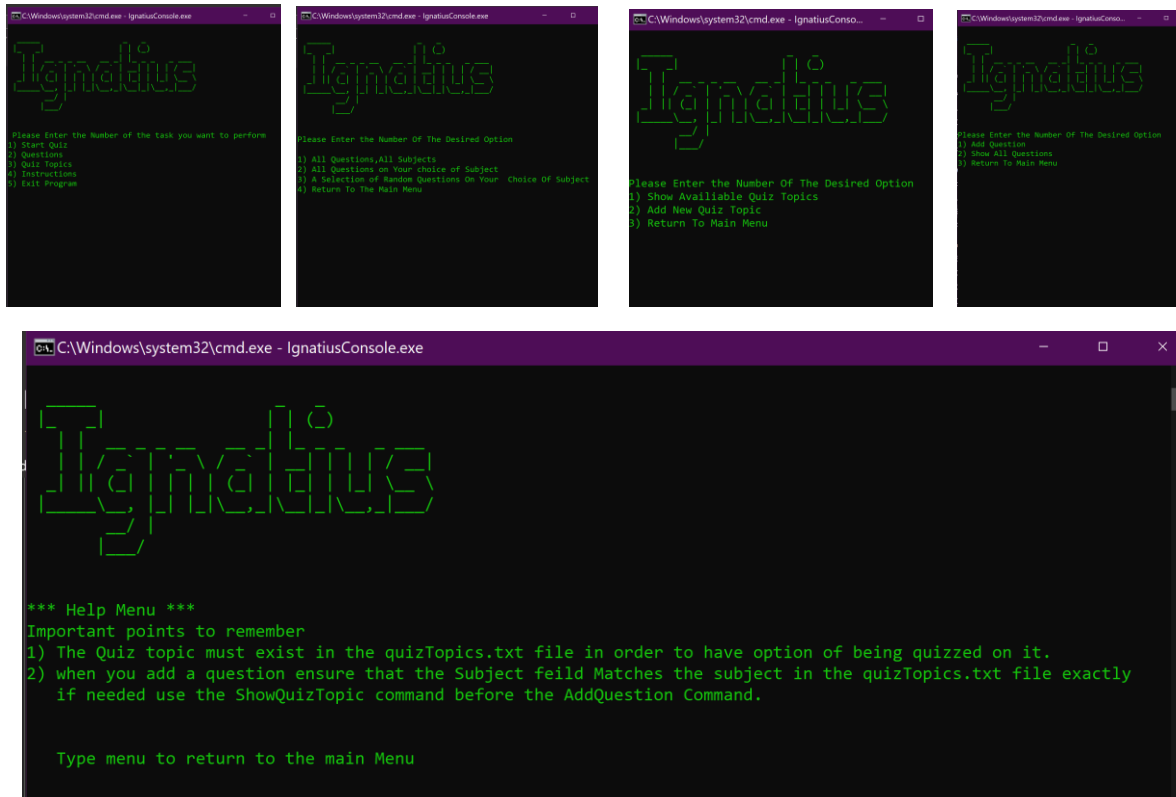 C:\Windows\system32\cmd.exe - IgnatiusConsole.exe
Ignatius
Please Enter the Number of the task you want to perform
1) Start Quiz
2) Questions
3) Quiz Topics
4) Instructions
5) Exit Program
C:\Windows\system32\cmd.exe - IgnatiusConsole.exe
Ignatius
Please Enter the Number Of The Desired Option
1) All Questions,All Subjects
2) All Questions on Your choice of Subject
3) A Selection of Random Questions On Your  Choice Of Subject
4) Return To The Main Menu
C:\Windows\system32\cmd.exe - IgnatiusConso...
Ignatius
Please Enter the Number Of The Desired Option
1) Show Availiable Quiz Topics
2) Add New Quiz Topic
3) Return To Main Menu
C:\Windows\system32\cmd.exe - IgnatiusConso...
Ignatius
Please Enter the Number Of The Desired Option
1) Add Question
2) Show All Questions
3) Return To Main Menu
C:\Windows\system32\cmd.exe - IgnatiusConsole.exe
Ignatius
*** Help Menu ***
Important points to remember
1) The Quiz topic must exist in the quizTopics.txt file in order to have option of being quizzed on it.
2) when you add a question ensure that the Subject feild Matches the subject in the quizTopics.txt file exactly
if needed use the ShowQuizTopic command before the AddQuestion Command.
Type menu to return to the main Menu